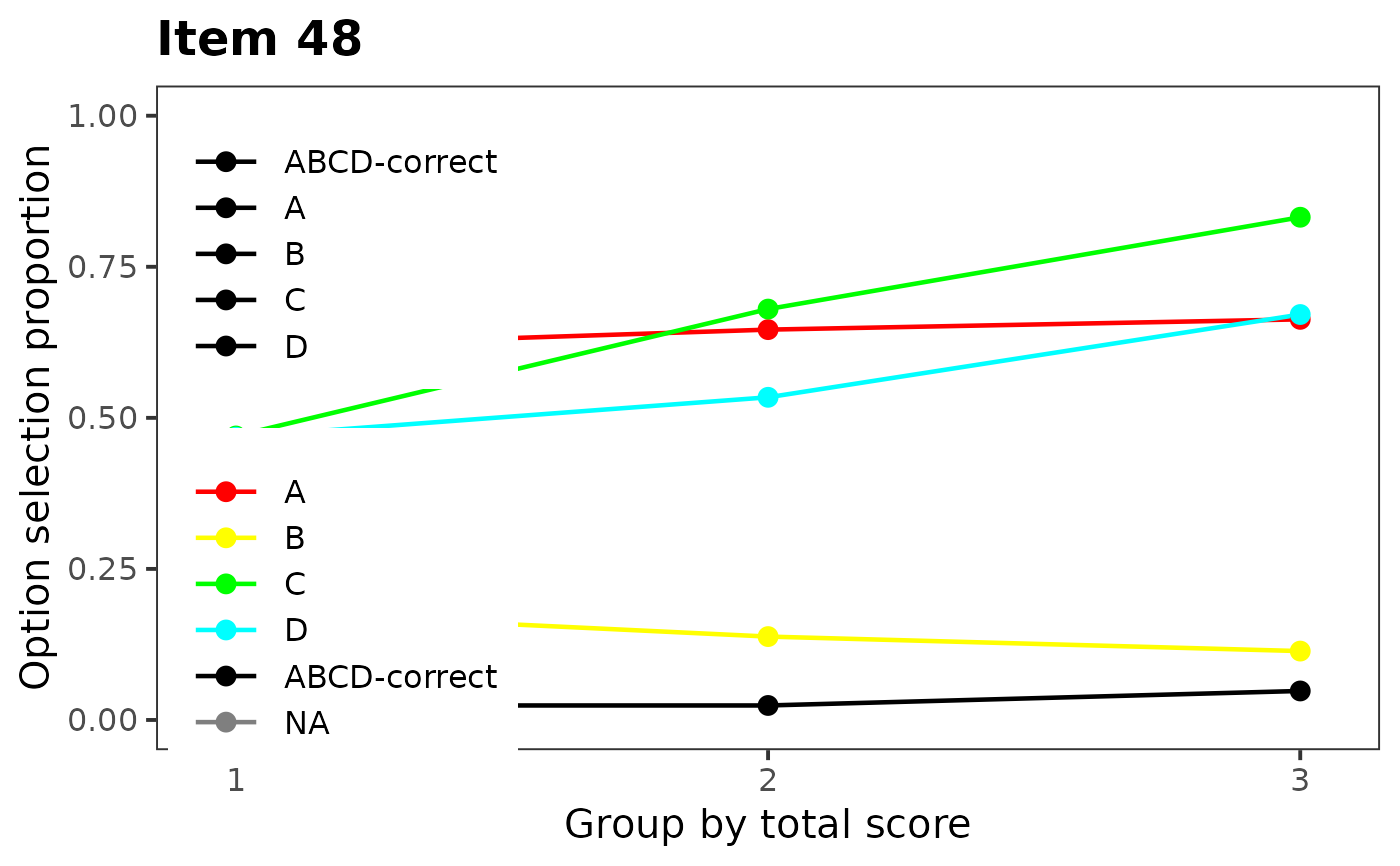 Item 48
Option selection proportion
1.00
0.75
0.50
0.25
0.00
ABCD-correct
A
B
C
D
A
B
C
D
ABCD-correct
NA
1
2
3
Group by total score